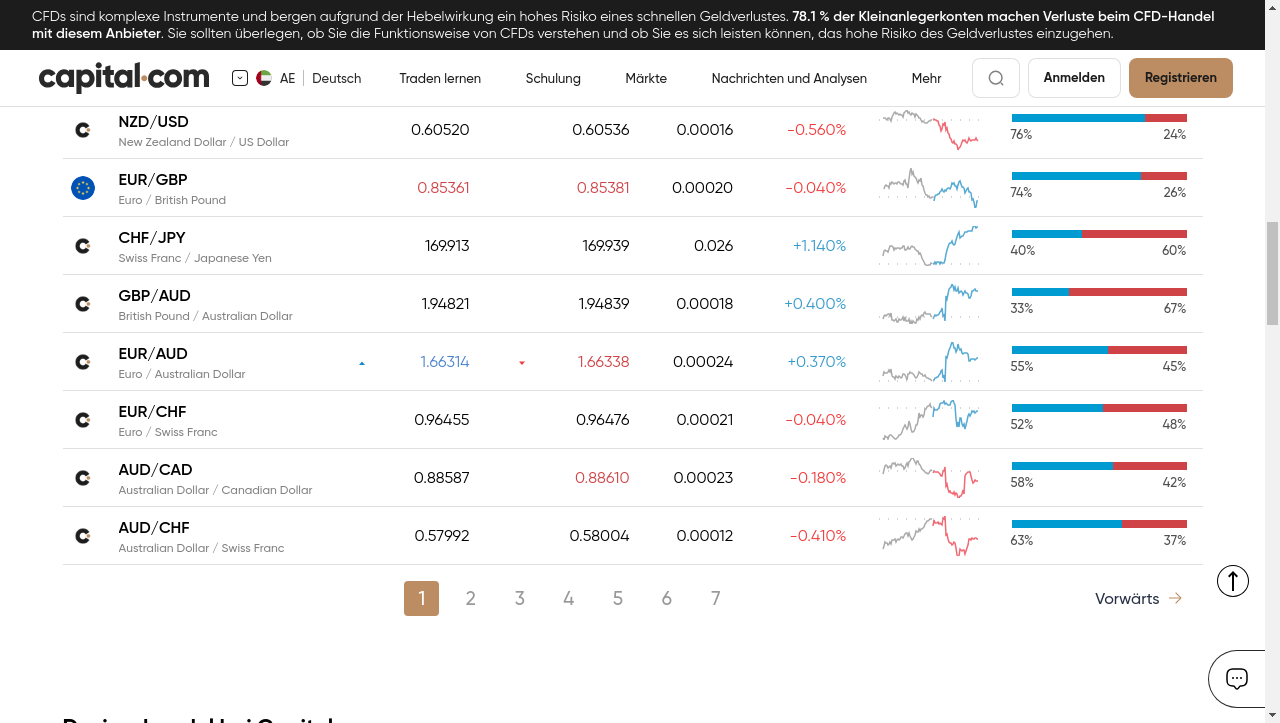 CFDs sind komplexe Instrumente und bergen aufgrund der Hebelwirkung ein hohes Risiko eines schnellen Geldverlustes. 78.1 % der Kleinanlegerkonten machen Verluste beim CFD-Handel
mit diesem Anbieter. Sie sollten überlegen, ob Sie die Funktionsweise von CFDs verstehen und ob Sie es sich leisten können, das hohe Risiko des Geldverlustes einzugehen.
capital.com AE Deutsch Traden lernen Schulung Märkte Nachrichten und Analysen Mehr Anmelden Registrieren
NZD/USD 0.60520 0.60536 0.00016 -0.560%
New Zealand Dollar / US Dollar 76% 24%
EUR/GBP 0.85361 0.85381 0.00020 -0.040%
Euro / British Pound 74% 26%
CHF/JPY 169.913 169.939 0.026 +1.140%
Swiss Franc / Japanese Yen 40% 60%
GBP/AUD 1.94821 1.94839 0.00018 +0.400%
British Pound / Australian Dollar 33% 67%
EUR/AUD 1.66314 1.66338 0.00024 +0.370%
Euro / Australian Dollar 55% 45%
EUR/CHF 0.96455 0.96476 0.00021 -0.040%
Euro / Swiss Franc 52% 48%
AUD/CAD 0.88587 0.88610 0.00023 -0.180%
Australian Dollar / Canadian Dollar 58% 42%
AUD/CHF 0.57992 0.58004 0.00012 -0.410%
Australian Dollar / Swiss Franc 63% 37%
1 2 3 4 5 6 7 Vorwärts